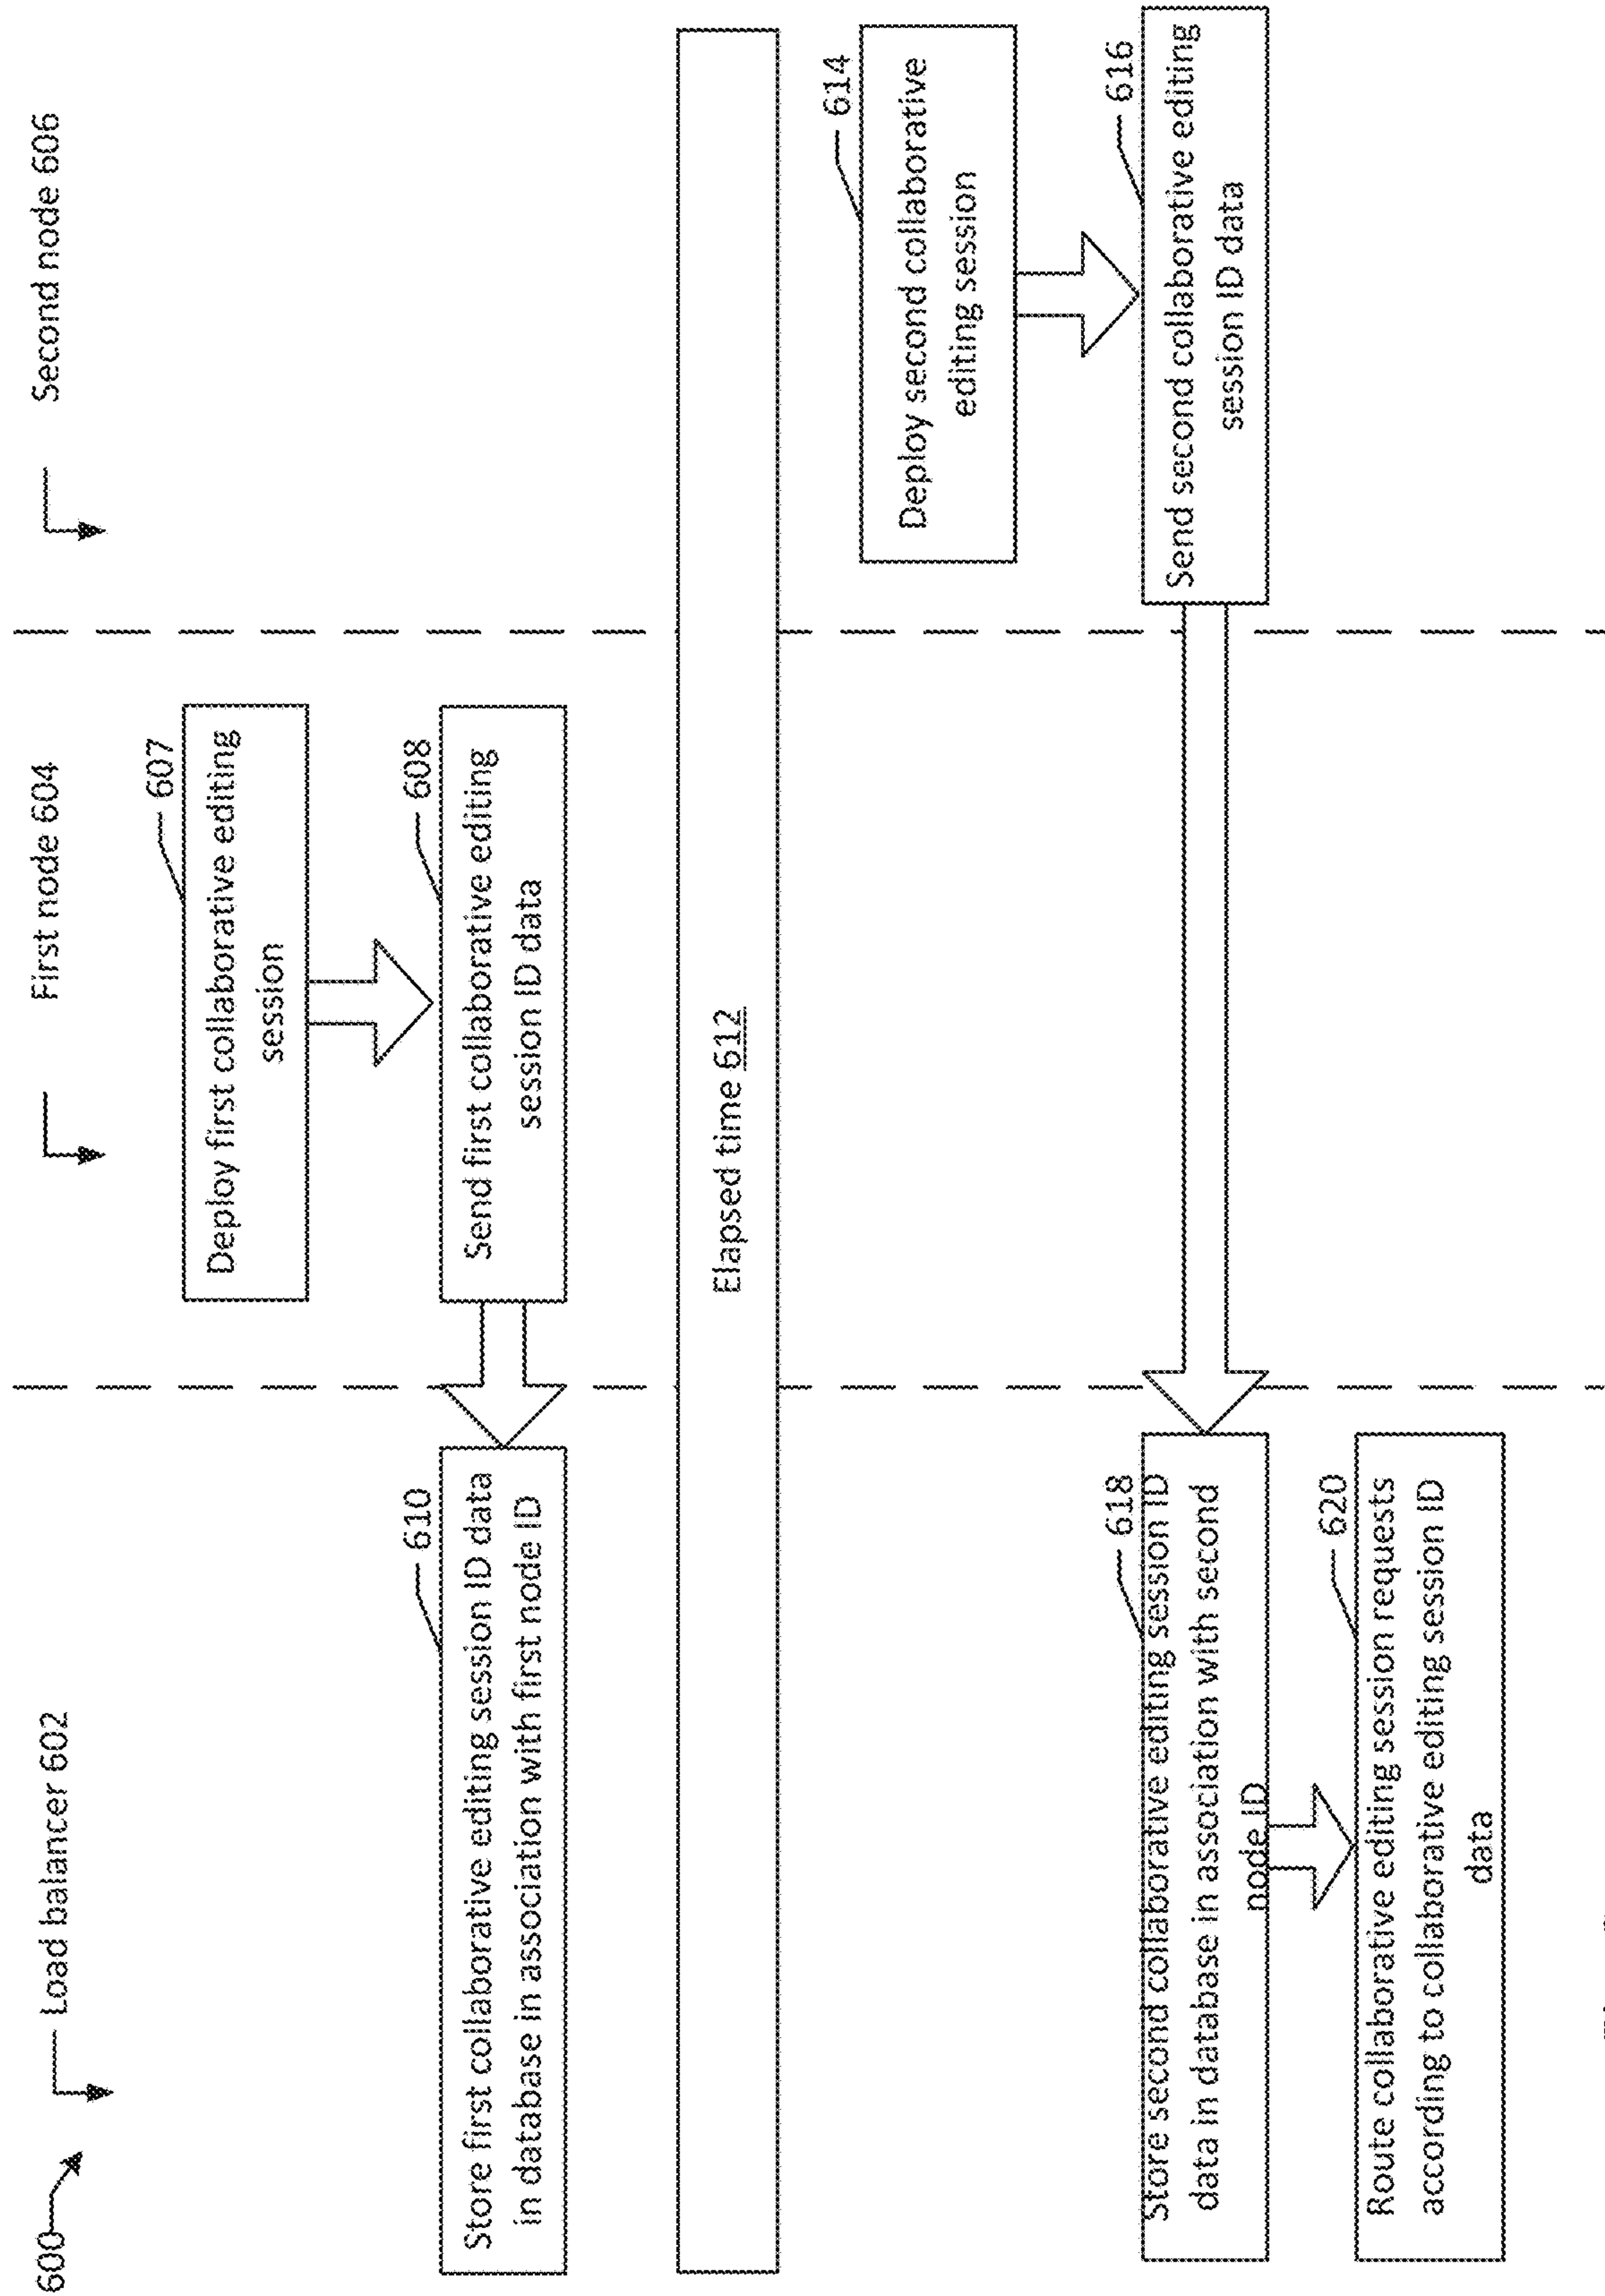 600
Load balancer 602
First node 604
Second node 606
607
Deploy first collaborative editing
session
608
Send first collaborative editing
session ID data
610
Store first collaborative editing session ID data
in database in association with first node ID
Elapsed time 612
614
Deploy second collaborative
editing session
616
Send second collaborative editing
session ID data
618
Store second collaborative editing session ID
data in database in association with second
node ID
620
Route collaborative editing session requests
according to collaborative editing session ID
data